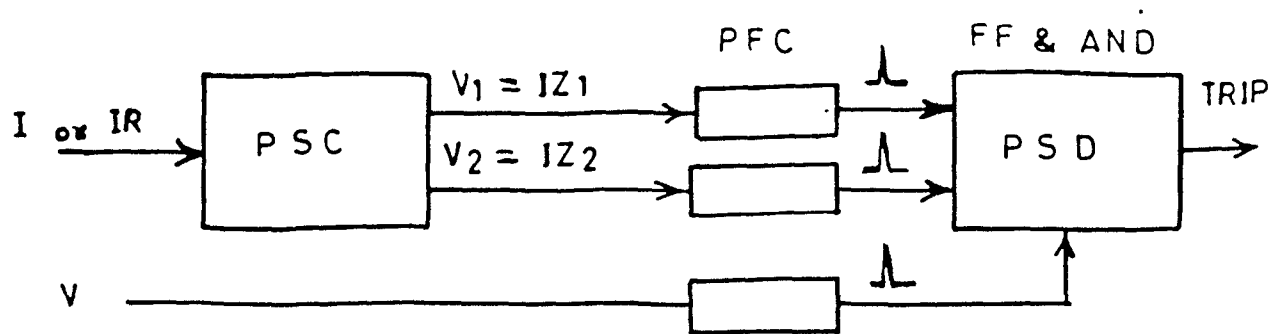 PFC
FF & AND
I or IR
PSC
V1 = IZ1
V2 = IZ2
PSD
TRIP
V